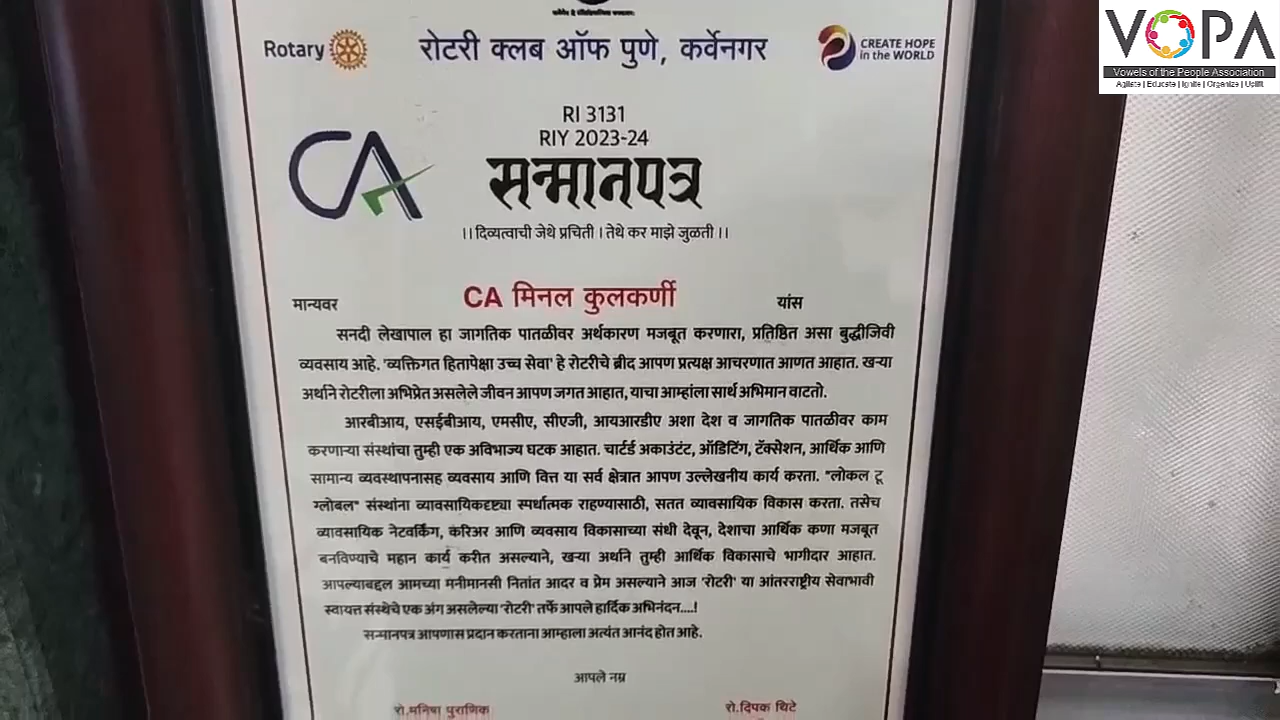 VOPA
Vowels of the People Association
Agitate | Educate | Ignite | Organize | Uplift
Rotary
रोटरी क्लब ऑफ पुणे, कर्वेनगर
CREATE HOPE
in the WORLD
RI 3131
RIY 2023-24
CA
सन्मानपत्र
।। दिव्यत्वाची जेथे प्रचिती । तेथे कर माझे जुळती ।।
मान्यवर CA मिनल कुलकर्णी यांस
सनदी लेखापाल हा जागतिक पातळीवर अर्थकारण मजबूत करणारा, प्रतिष्ठित असा बुद्धीजिवी
व्यवसाय आहे. 'व्यक्तिगत हितापेक्षा उच्च सेवा' हे रोटरीचे ब्रीद आपण प्रत्यक्ष आचरणात आणत आहात. खऱ्या
अर्थाने रोटरीला अभिप्रेत असलेले जीवन आपण जगत आहात, याचा आम्हांला सार्थ अभिमान वाटतो.
आरबीआय, एसईबीआय, एमसीए, सीएजी, आयआरडीए अशा देश व जागतिक पातळीवर काम
करणाऱ्या संस्थांचा तुम्ही एक अविभाज्य घटक आहात. चार्टर्ड अकाउंटंट, ऑडिटिंग, टॅक्सेशन, आर्थिक आणि
सामान्य व्यवस्थापनासह व्यवसाय आणि वित्त या सर्व क्षेत्रात आपण उल्लेखनीय कार्य करता. "लोकल टू
ग्लोबल" संस्थांना व्यावसायिकदृष्ट्या स्पर्धात्मक राहण्यासाठी, सतत व्यावसायिक विकास करता. तसेच
व्यावसायिक नेटवर्किंग, करिअर आणि व्यवसाय विकासाच्या संधी देवून, देशाचा आर्थिक कणा मजबूत
बनविण्याचे महान कार्य करीत असल्याने, खऱ्या अर्थाने तुम्ही आर्थिक विकासाचे भागीदार आहात.
आपल्याबद्दल आमच्या मनीमानसी नितांत आदर व प्रेम असल्याने आज 'रोटरी' या आंतरराष्ट्रीय सेवाभावी
स्वायत्त संस्थेचे एक अंग असलेल्या 'रोटरी' तर्फे आपले हार्दिक अभिनंदन....!
सन्मानपत्र आपणास प्रदान करताना आम्हाला अत्यंत आनंद होत आहे.
आपले नम्र
रो.मनिषा पुराणिक
रो.दिपक थिटे